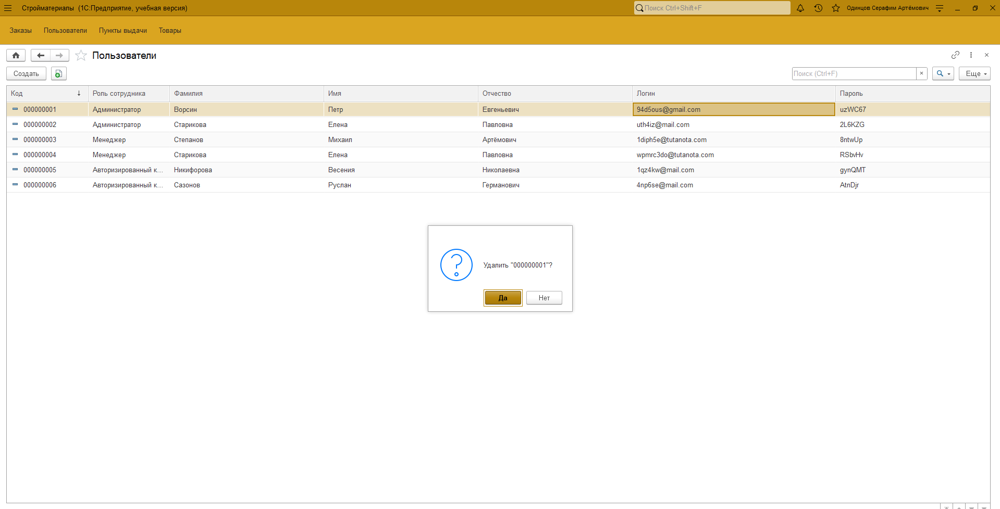 Стройматериалы (1С:Предприятие, учебная версия)
Поиск Ctrl+Shift+F
Одинцов Серафим Артёмович
Заказы Пользователи Пункты выдачи Товары
Пользователи
Создать
Поиск (Ctrl+F)
×
Еще
Код ↓ Роль сотрудника Фамилия Имя Отчество Логин Пароль
000000001 Администратор Ворсин Петр Евгеньевич 94d5ous@gmail.com uzWC67
000000002 Администратор Старикова Елена Павловна uth4iz@mail.com 2L6KZG
000000003 Менеджер Степанов Михаил Артёмович 1diph5e@tutanota.com 8ntwUp
000000004 Менеджер Старикова Елена Павловна wpmrc3do@tutanota.com RSbvHv
000000005 Авторизированный к... Никифорова Весения Николаевна 1qz4kw@mail.com gynQMT
000000006 Авторизированный к... Сазонов Руслан Германович 4np6se@mail.com AtnDjr
Удалить "000000001"?
Да Нет